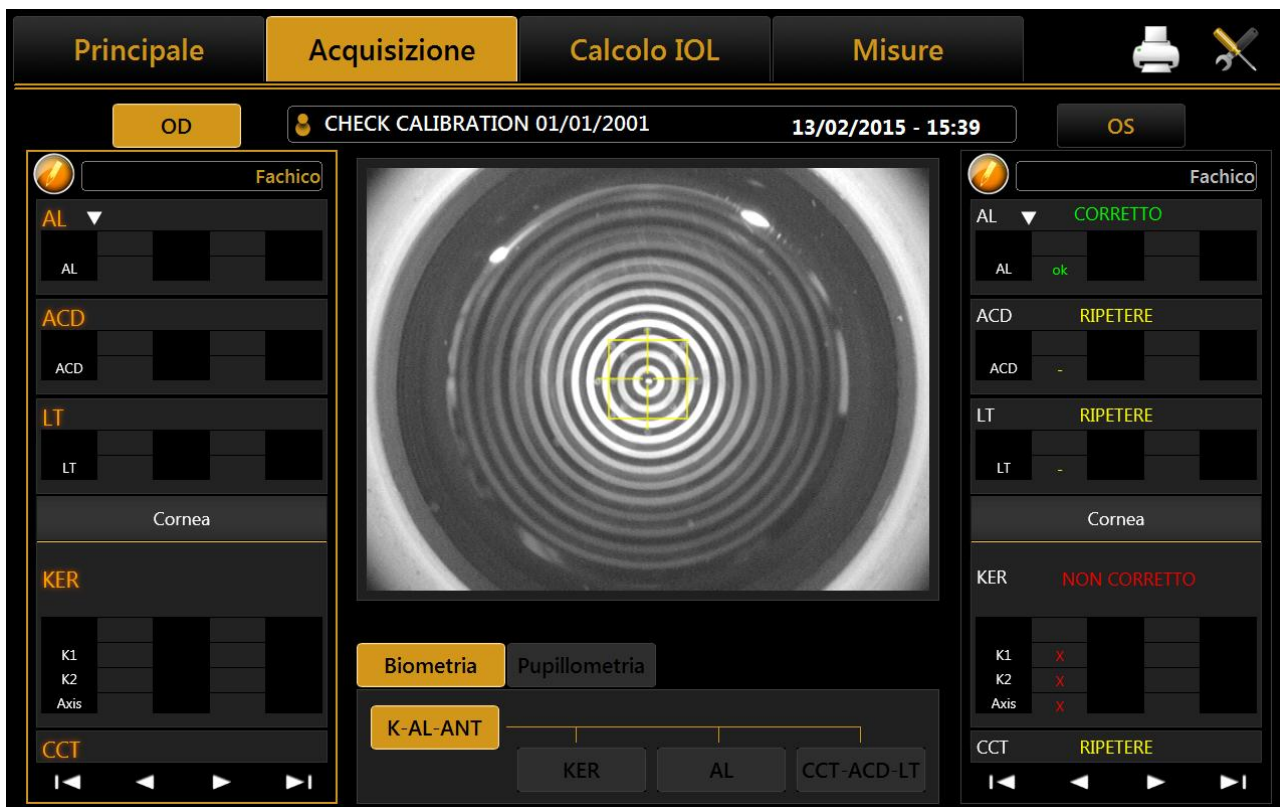 Principale Acquisizione Calcolo IOL Misure
OD CHECK CALIBRATION 01/01/2001 13/02/2015 - 15:39 OS
Fachico
AL
AL
ACD
ACD
LT
LT
Cornea
KER
K1
K2
Axis
CCT
Biometria Pupillometria
K-AL-ANT
KER AL CCT-ACD-LT
Fachico
AL CORRETTO
AL ok
ACD RIPETERE
ACD -
LT RIPETERE
LT -
Cornea
KER NON CORRETTO
K1 X
K2 X
Axis X
CCT RIPETERE